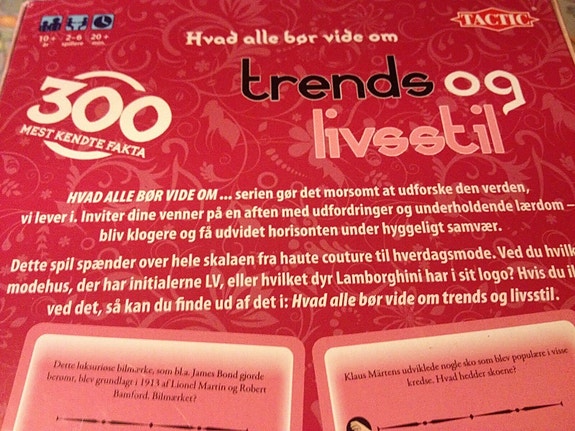 10+ år
2-6 spillere
20+ min.
TACTIC
Hvad alle bør vide om
trends og
livsstil
300
MEST KENDTE FAKTA
HVAD ALLE BØR VIDE OM ... serien gør det morsomt at udforske den verden,
vi lever i. Inviter dine venner på en aften med udfordringer og underholdende lærdom –
bliv klogere og få udvidet horisonten under hyggeligt samvær.
Dette spil spænder over hele skalaen fra haute couture til hverdagsmode. Ved du hvilk
modehus, der har initialerne LV, eller hvilket dyr Lamborghini har i sit logo? Hvis du il
ved det, så kan du finde ud af det i: Hvad alle bør vide om trends og livsstil.
Dette luksuriøse bilmærke, som bl.a. James Bond gjorde
berømt, blev grundlagt i 1913 af Lionel Martin og Robert
Bamford. Bilmærket?
Klaus Märtens udviklede nogle sko som blev populære i visse
kredse. Hvad hedder skoene?